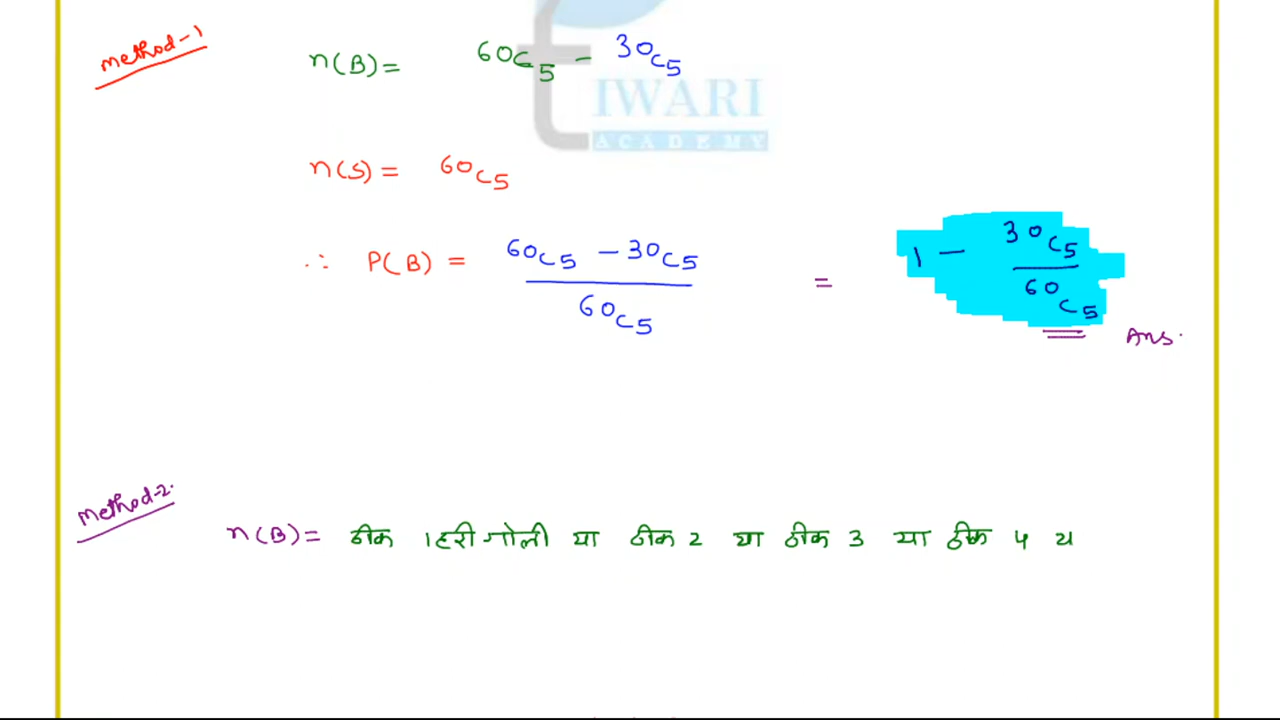 Method-1
n(B) = 60C5 - 30C5
IWARI
ACADEMY
n(S) = 60C5
∴ P(B) = (60C5 - 30C5) / 60C5 = 1 - 30C5 / 60C5
Ans.
Method-2.
n(B) = ठीक 1 हरी गोली या ठीक 2 या ठीक 3 या ठीक 4 य